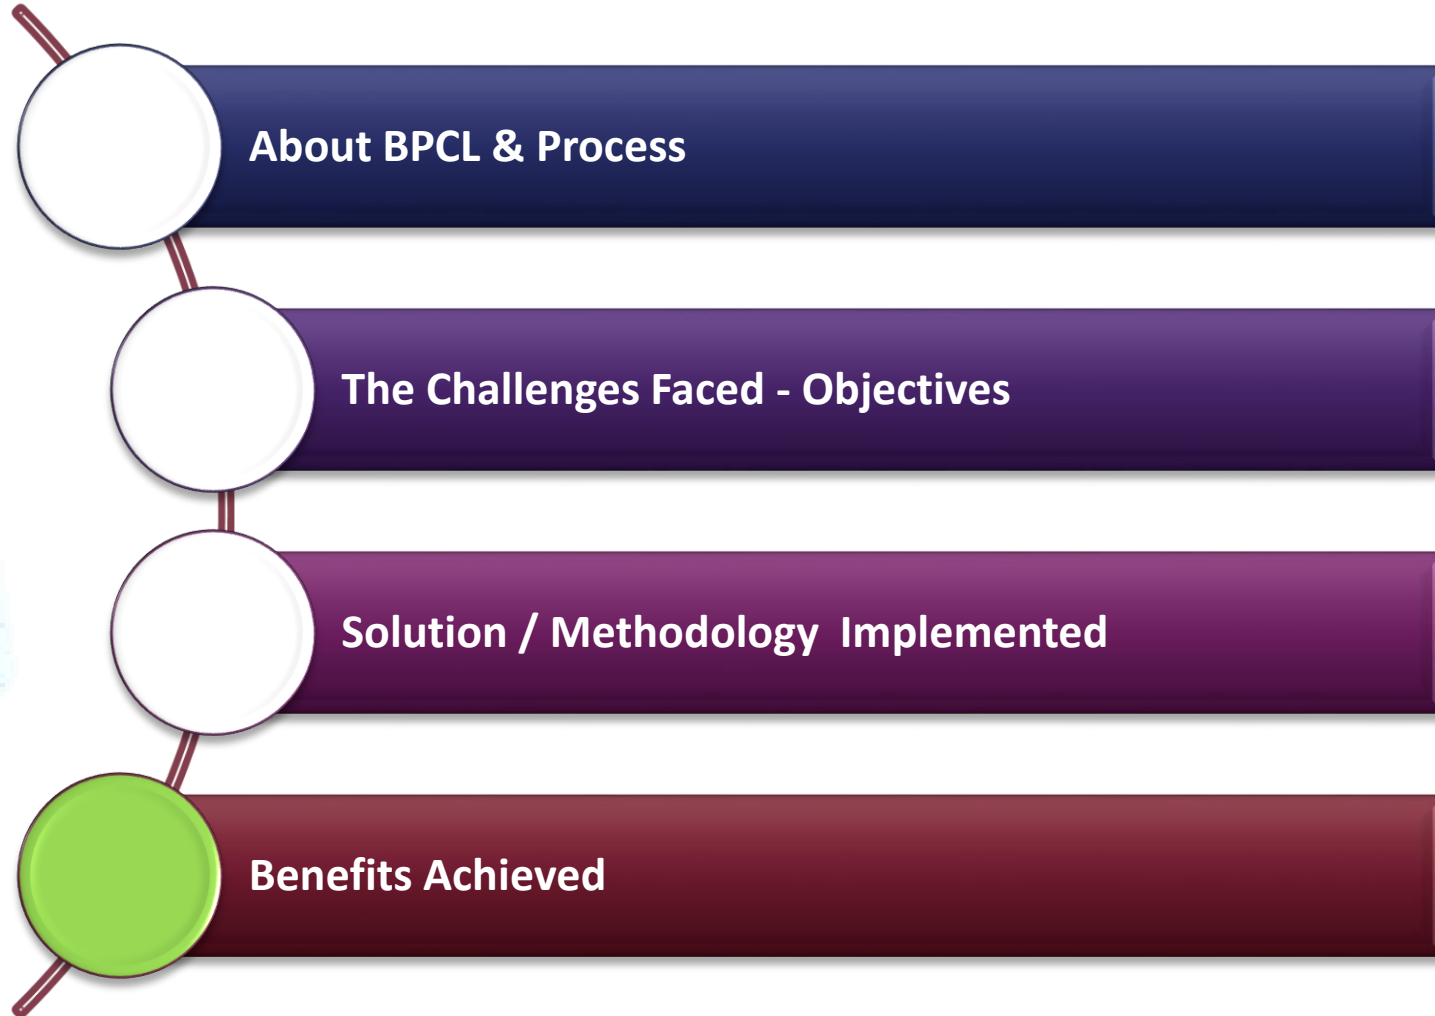 About BPCL & Process
The Challenges Faced - Objectives
Solution / Methodology  Implemented
Benefits Achieved